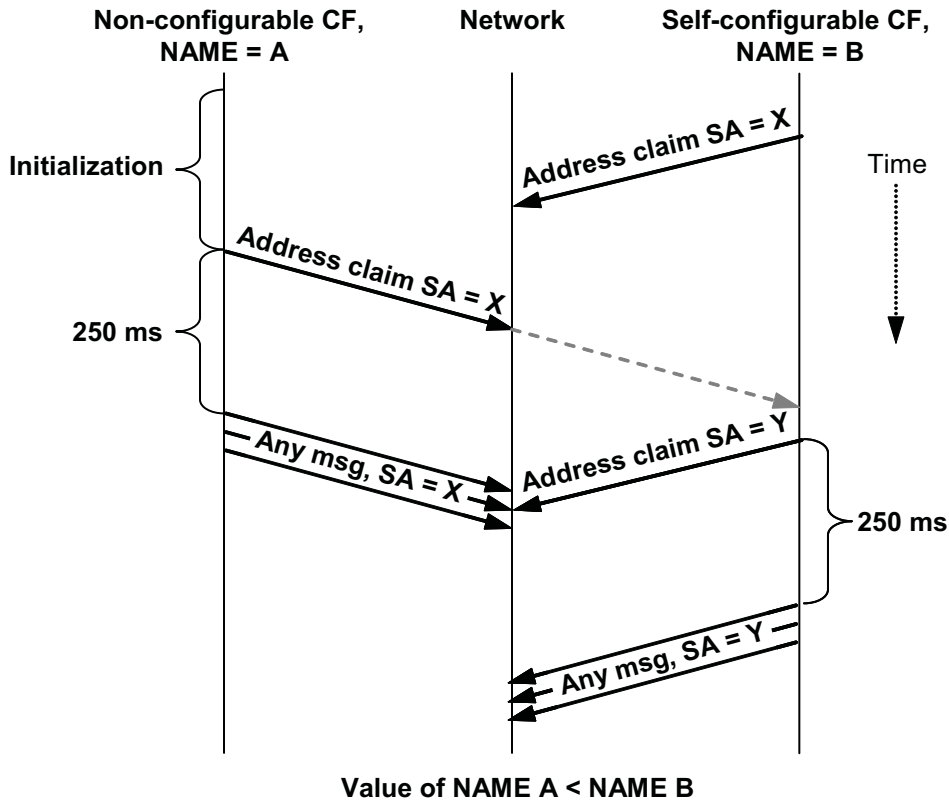 Non-configurable CF,
NAME = A
Network
Self-configurable CF,
NAME = B
Address claim SA = X
Initialization
Time
Address claim SA = X
250 ms
Address claim SA = Y
Any msg, SA = X
250 ms
Any msg, SA = Y
Value of NAME A < NAME B